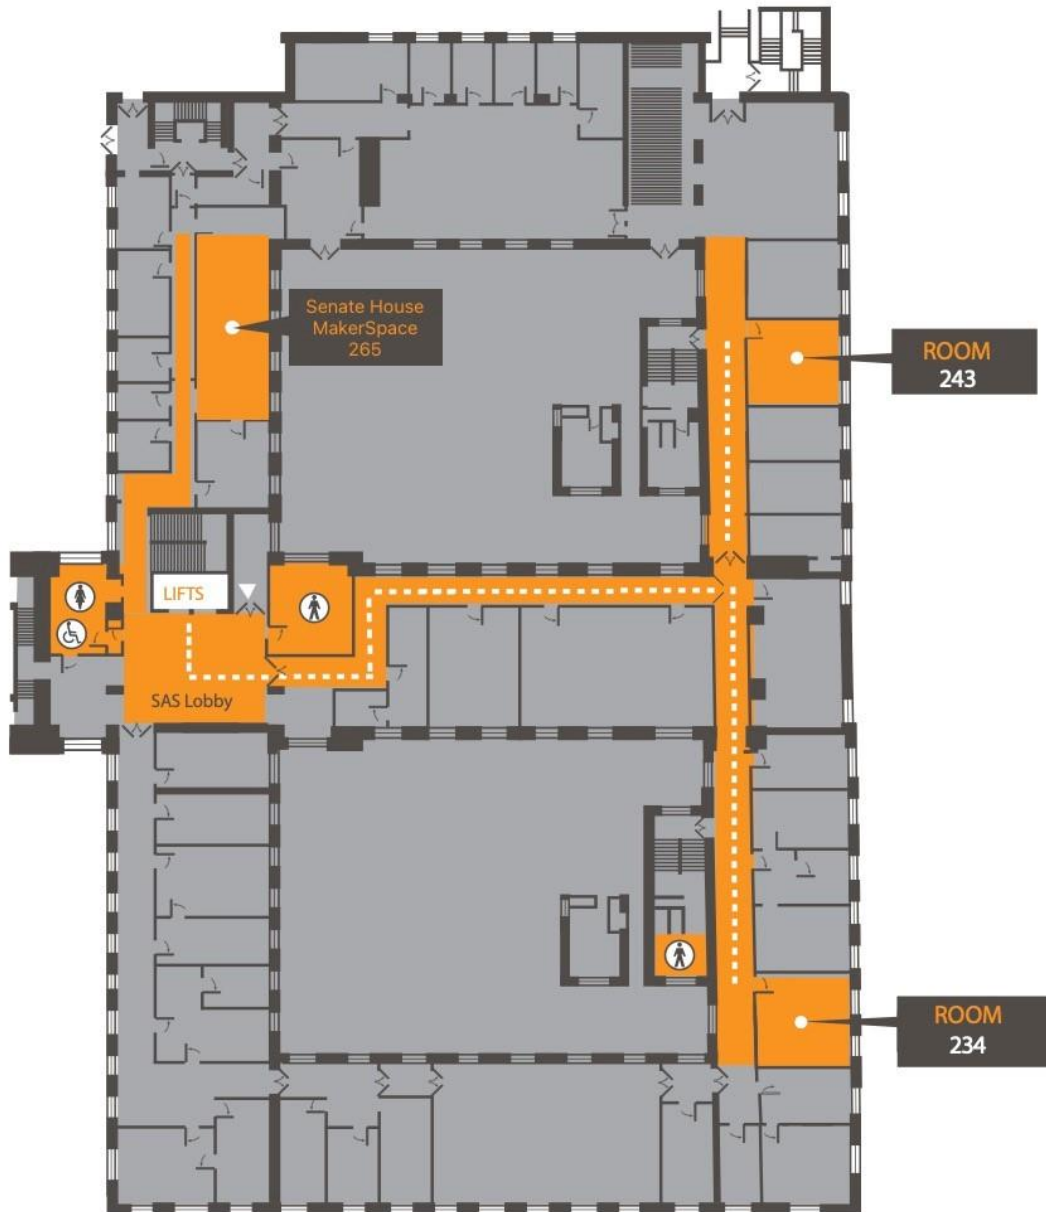 Senate House
MakerSpace
265
ROOM
243
LIFTS
SAS Lobby
ROOM
234